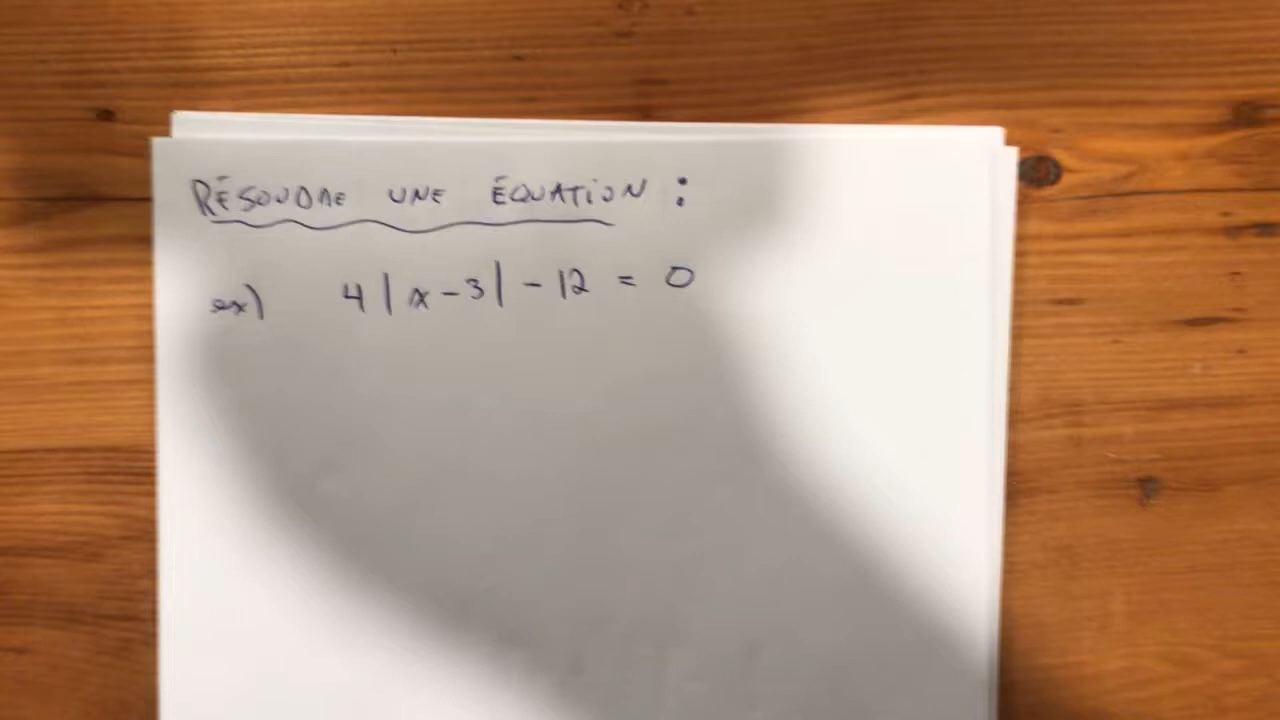 RÉSOUDRE UNE ÉQUATION :
ex) 4|x-3| - 12 = 0